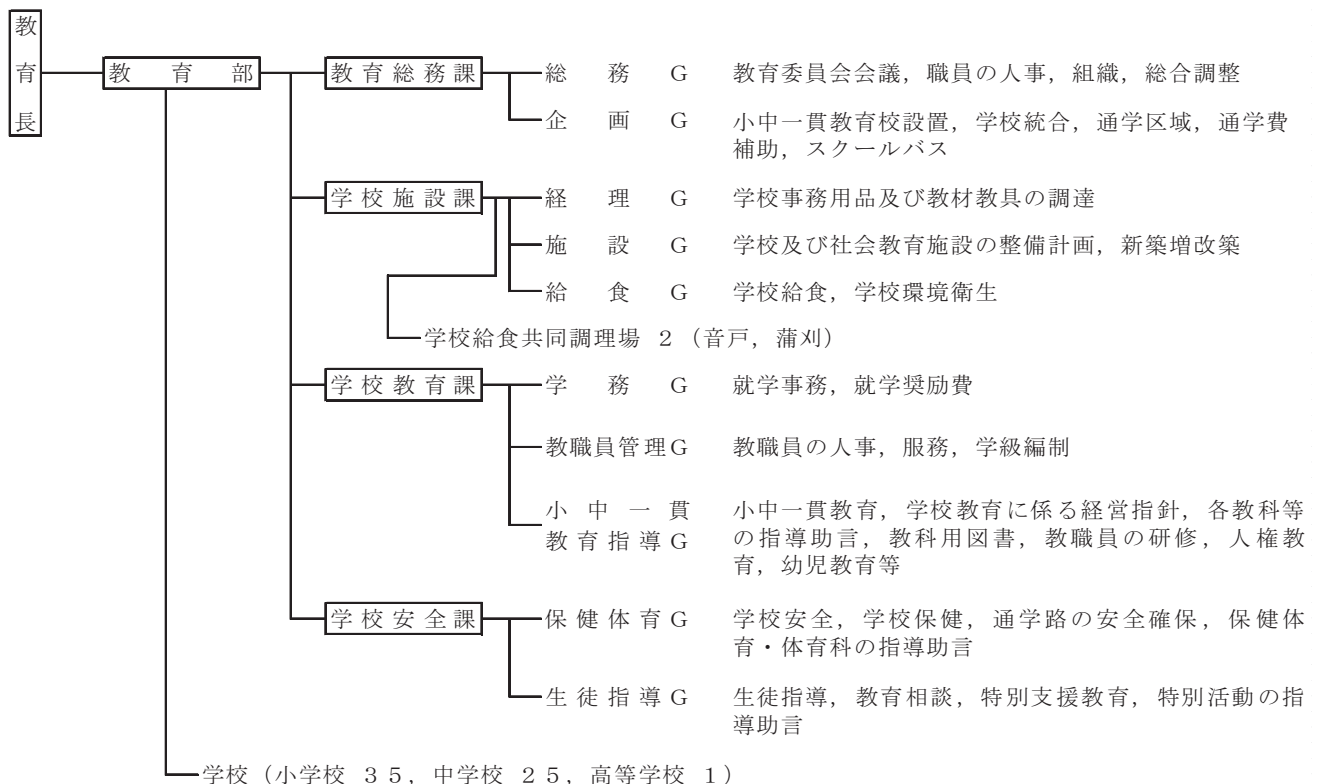 教育長
教育部
教育総務課
総務G 教育委員会会議，職員の人事，組織，総合調整
企画G 小中一貫教育校設置，学校統合，通学区域，通学費
補助，スクールバス
学校施設課
経理G 学校事務用品及び教材教具の調達
施設G 学校及び社会教育施設の整備計画，新築増改築
給食G 学校給食，学校環境衛生
学校給食共同調理場 ２（音戸，蒲刈）
学校教育課
学務G 就学事務，就学奨励費
教職員管理G 教職員の人事，服務，学級編制
小中一貫
教育指導G
小中一貫教育，学校教育に係る経営指針，各教科等
の指導助言，教科用図書，教職員の研修，人権教
育，幼児教育等
学校安全課
保健体育G 学校安全，学校保健，通学路の安全確保，保健体
育・体育科の指導助言
生徒指導G 生徒指導，教育相談，特別支援教育，特別活動の指
導助言
学校（小学校 ３５，中学校 ２５，高等学校 １）